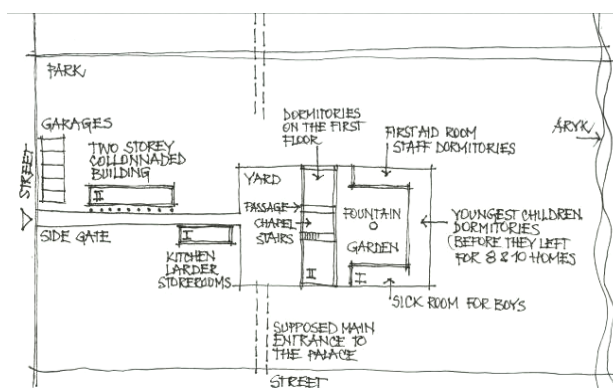 PARK
GARAGES
TWO STOREY
COLLONNADED
BUILDING
II
STREET
SIDE GATE
I
KITCHEN
LARDER
STOREROOMS
DORMITORIES
ON THE FIRST
FLOOR
YARD
PASSAGE
CHAPEL
STAIRS
II
FIRST AID ROOM
STAFF DORMITORIES
FOUNTAIN
GARDEN
I
ARYK
YOUNGEST CHILDREN
DORMITORIES
(BEFORE THEY LEFT
FOR 8 & 10 HOMES
SICK ROOM FOR BOYS
SUPPOSED MAIN
ENTRANCE TO
THE PALACE
STREET